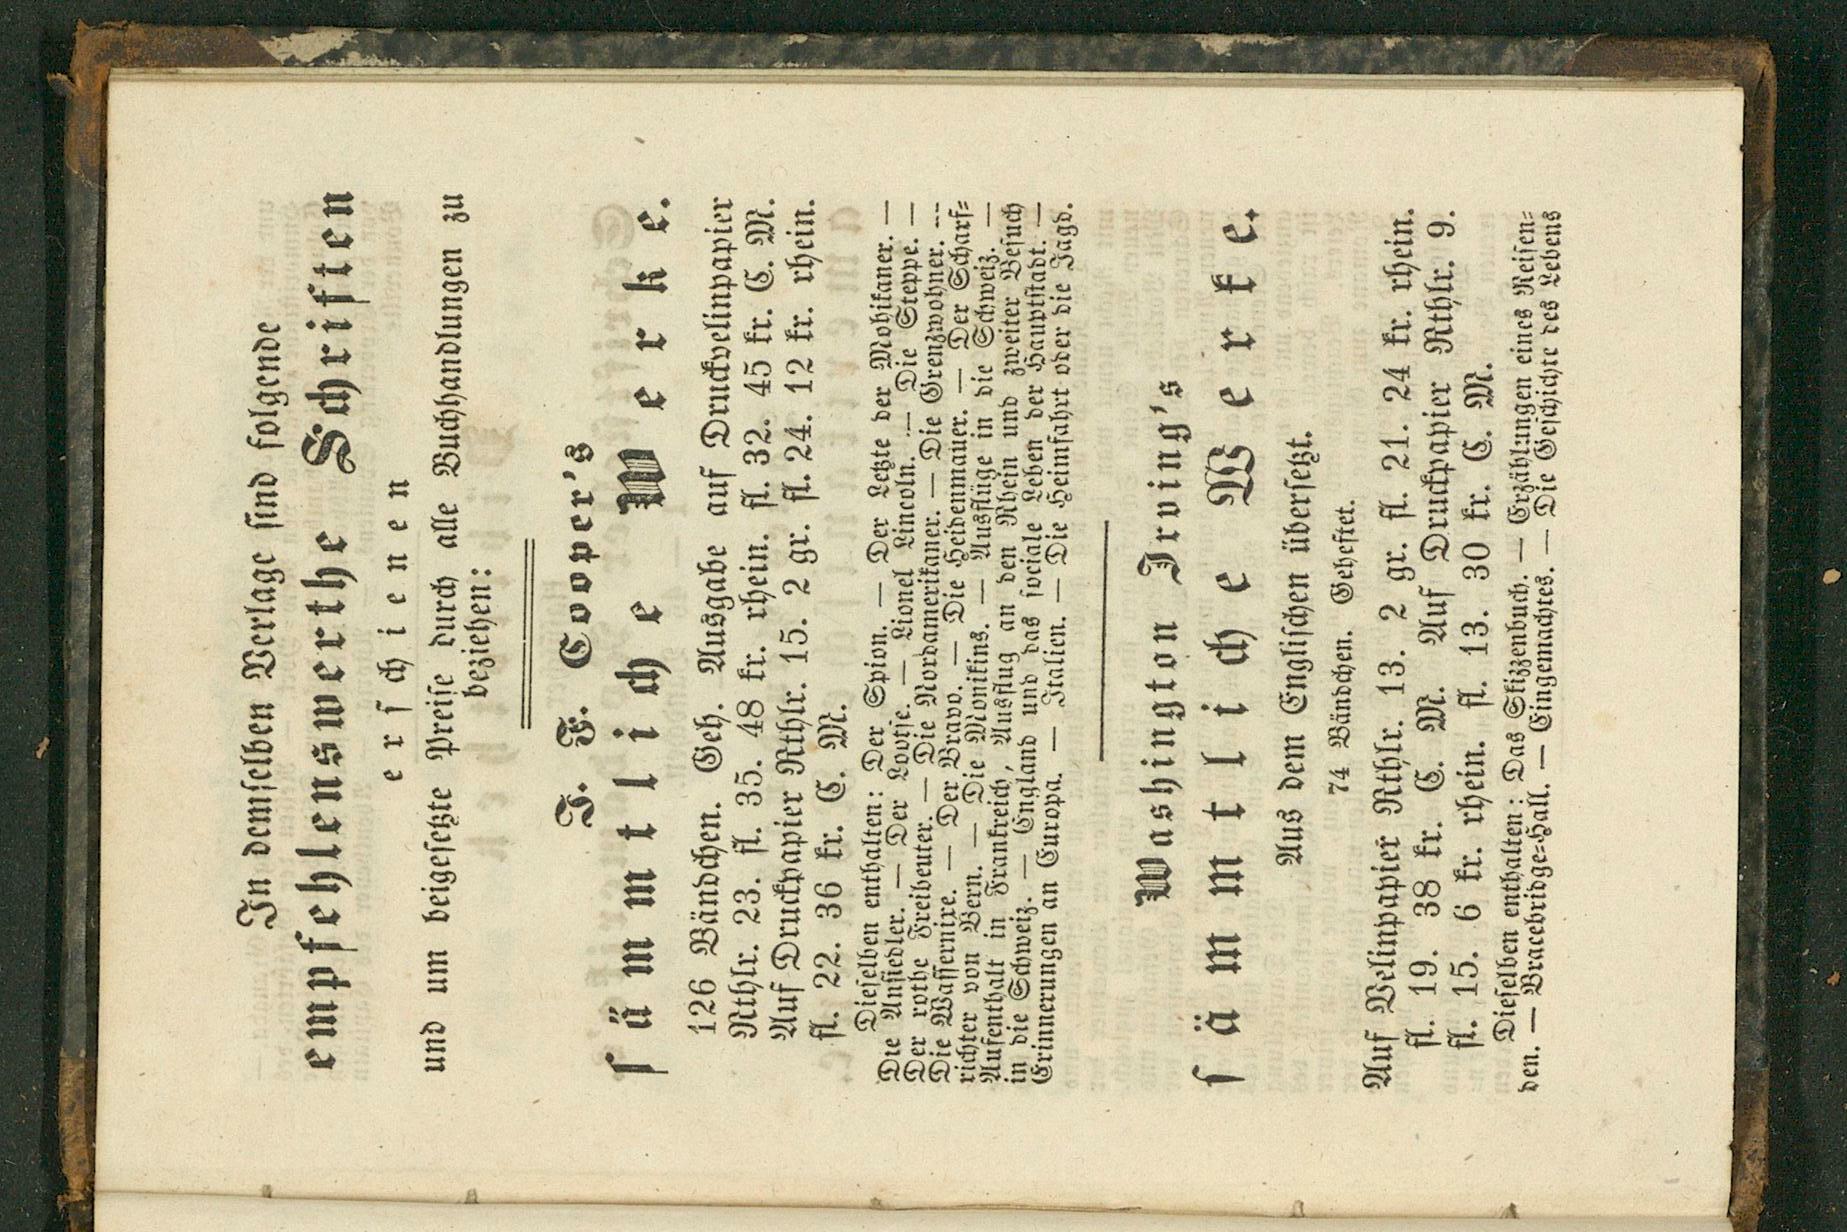 In demselben Verlage sind folgende
empfehlenswerthe Schriften
erschienen
und um beigesetzte Preise durch alle Buchhandlungen zu
beziehen:
J. F. Cooper's
sämmtliche Werke.
126 Bändchen. Geh. Ausgabe auf Druckvelinpapier
Rthlr. 23. fl. 35. 48 kr. rhein. fl. 32. 45 kr. C. M.
Auf Druckpapier Rthlr. 15. 2 gr. fl. 24. 12 kr. rhein.
fl. 22. 36 kr. C. M.
Dieselben enthalten: Der Spion. — Der Letzte der Mohikaner. —
Die Ansiedler. — Der Lootse. — Lionel Lincoln. — Die Steppe. —
Der rothe Freibeuter. — Die Nordamerikaner. — Die Grenzwohner. —
Die Wassernixe. — Der Bravo. — Die Heidenmauer. — Der Scharf-
richter von Bern. — Die Monikins. — Ausflüge in die Schweiz. —
Aufenthalt in Frankreich, Ausflug an den Rhein und zweiter Besuch
in die Schweiz. — England und das sociale Leben der Hauptstadt. —
Erinnerungen an Europa. — Italien. — Die Heimfahrt oder die Jagd.
Washington Irving's
sämmtliche Werke.
Aus dem Englischen übersetzt.
74 Bändchen. Geheftet.
Auf Velinpapier Rthlr. 13. 2 gr. fl. 21. 24 kr. rhein.
fl. 19. 38 kr. C. M. Auf Druckpapier Rthlr. 9.
fl. 15. 6 kr. rhein. fl. 13. 30 kr. C. M.
Dieselben enthalten: Das Skizzenbuch. — Erzählungen eines Reisen-
den. — Bracebridge-Hall. — Eingemachtes. — Die Geschichte des Lebens